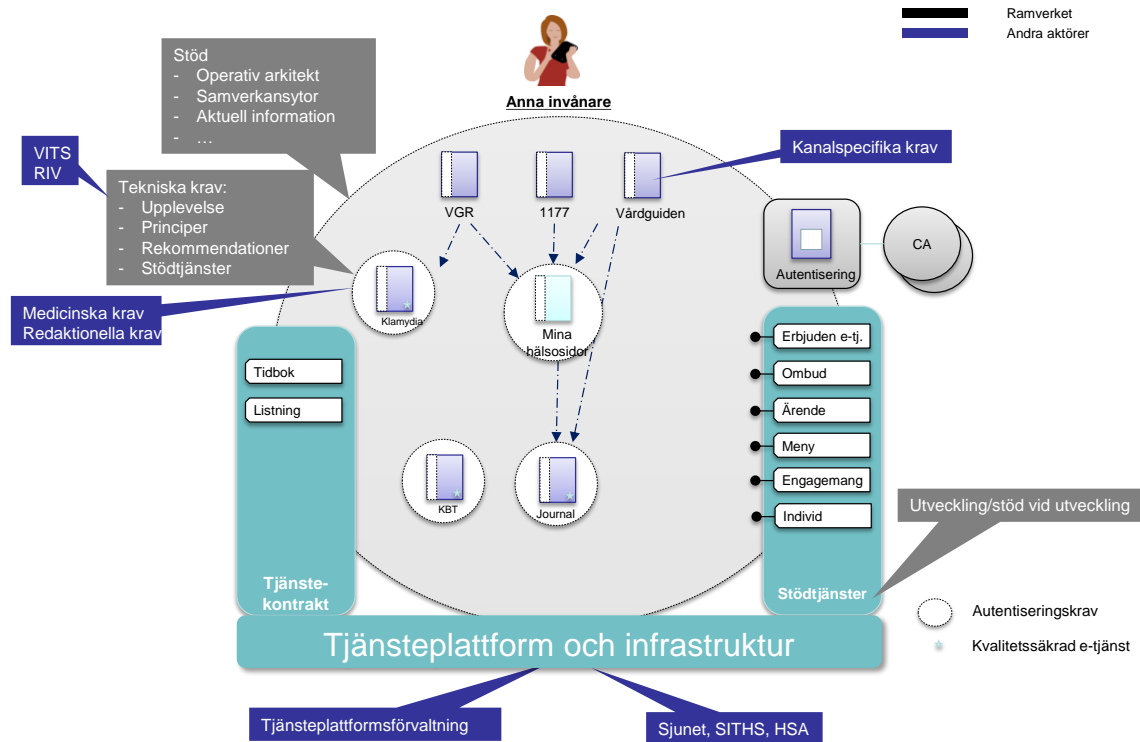 Ramverket
Andra aktörer
Stöd
- Operativ arkitekt
- Samverkansytor
- Aktuell information
- …
Anna invånare
VITS
RIV
Tekniska krav:
- Upplevelse
- Principer
- Rekommendationer
- Stödtjänster
Kanalspecifika krav
VGR
1177
Vårdguiden
Autentisering
CA
Medicinska krav
Redaktionella krav
Klamydia
Mina
hälsosidor
Tidbok
Listning
Erbjuden e-tj.
Ombud
Ärende
Meny
Engagemang
Individ
KBT
Journal
Utveckling/stöd vid utveckling
Tjänste-
kontrakt
Stödtjänster
Autentiseringskrav
Kvalitetssäkrad e-tjänst
Tjänsteplattform och infrastruktur
Tjänsteplattformsförvaltning
Sjunet, SITHS, HSA